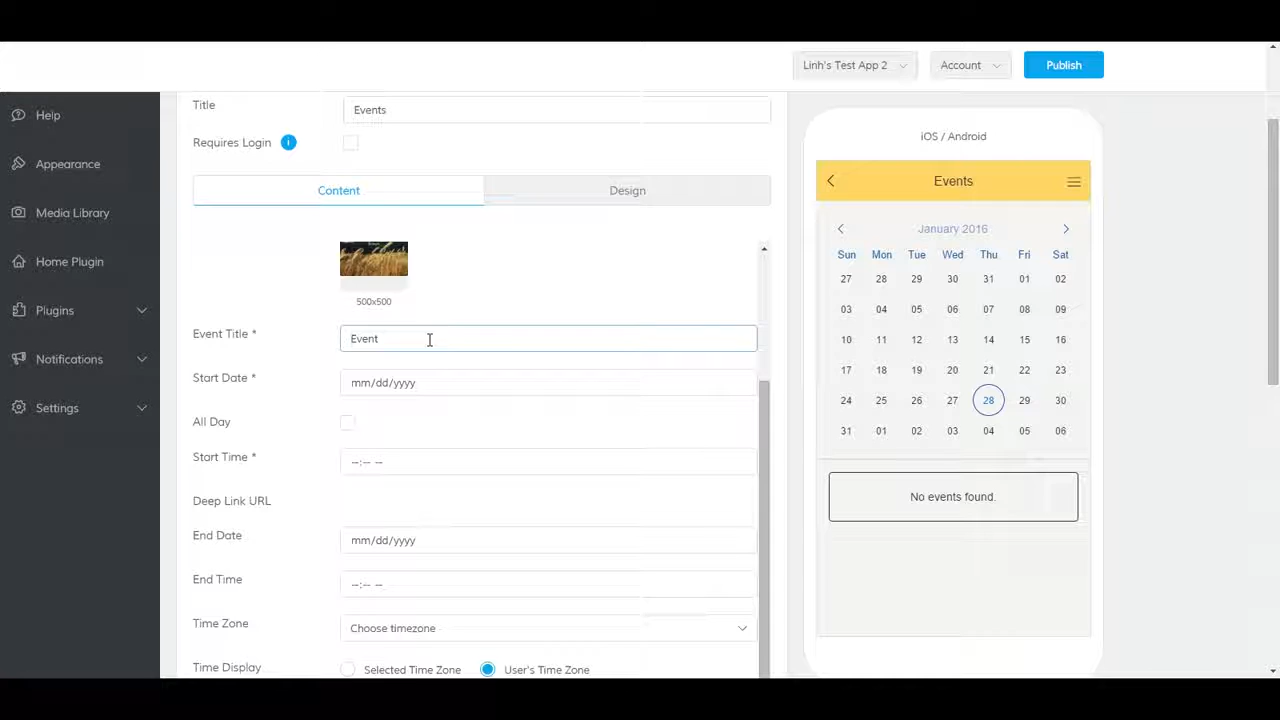 Linh's Test App 2
Account
Publish
Help
Appearance
Media Library
Home Plugin
Plugins
Notifications
Settings
Title
Events
Requires Login
i
Content
Design
500x500
Event Title *
Event
Start Date *
mm/dd/yyyy
All Day
Start Time *
--:-- --
Deep Link URL
End Date
mm/dd/yyyy
End Time
--:-- --
Time Zone
Choose timezone
Time Display
Selected Time Zone
User's Time Zone
iOS / Android
Events
January 2016
Sun Mon Tue Wed Thu Fri Sat
27 28 29 30 31 01 02
03 04 05 06 07 08 09
10 11 12 13 14 15 16
17 18 19 20 21 22 23
24 25 26 27 28 29 30
31 01 02 03 04 05 06
No events found.